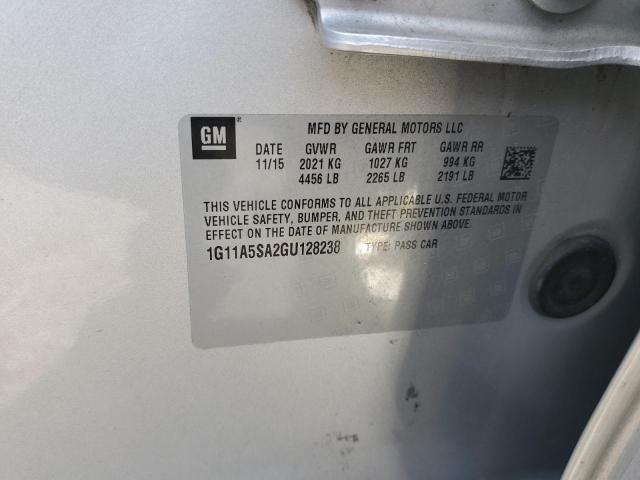 GM
MFD BY GENERAL MOTORS LLC
DATE GVWR GAWR FRT GAWR RR
11/15 2021 KG 1027 KG 994 KG
4456 LB 2265 LB 2191 LB
THIS VEHICLE CONFORMS TO ALL APPLICABLE U.S. FEDERAL MOTOR
VEHICLE SAFETY, BUMPER, AND THEFT PREVENTION STANDARDS IN
EFFECT ON THE DATE OF MANUFACTURE SHOWN ABOVE.
1G11A5SA2GU128238 TYPE: PASS CAR